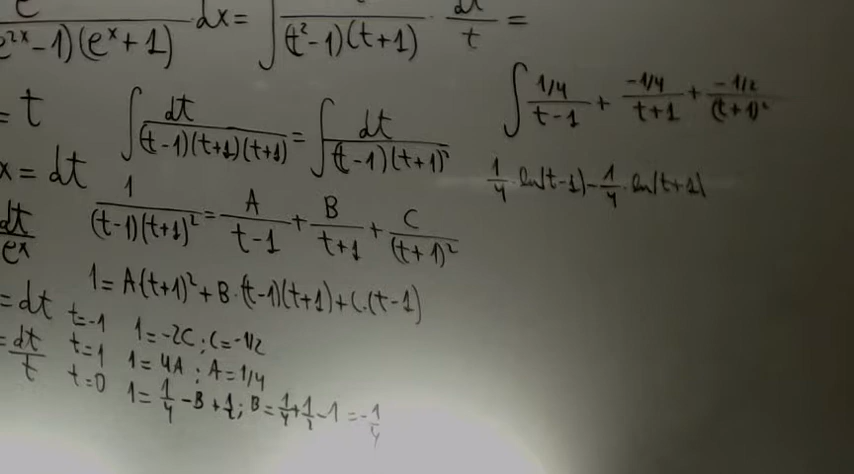 e/((e^2x-1)(e^x+1)) dx = ∫ /((t²-1)(t+1)) · dt/t =
= t
∫ dt/((t-1)(t+1)(t+1)) = ∫ dt/((t-1)(t+1)²)
x = dt
dt/e^x
1/((t-1)(t+1)²) = A/(t-1) + B/(t+1) + C/(t+1)²
1 = A(t+1)² + B·(t-1)(t+1) + C·(t-1)
= dt
= dt/t
t=-1 1=-2C; C=-1/2
t=1 1=4A; A=1/4
t=0 1=1/4-B+1/2; B=1/4+1/2-1=-1/4
∫ (1/4)/(t-1) + (-1/4)/(t+1) + (-1/2)/(t+1)²
1/4·ln(t-1)-1/4·ln(t+1)